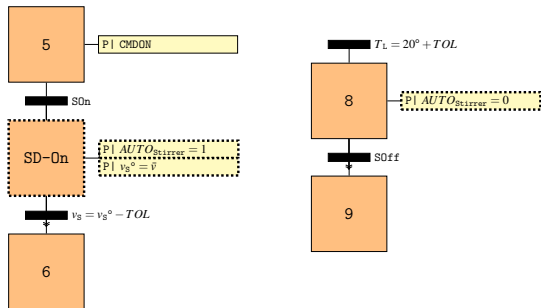 5
P| CMDON
SOn
SD-On
P| AUTO_Stirrer = 1
P| v_S° = v̄
v_S = v_S° − TOL
6
T_L = 20° + TOL
8
P| AUTO_Stirrer = 0
SOff
9